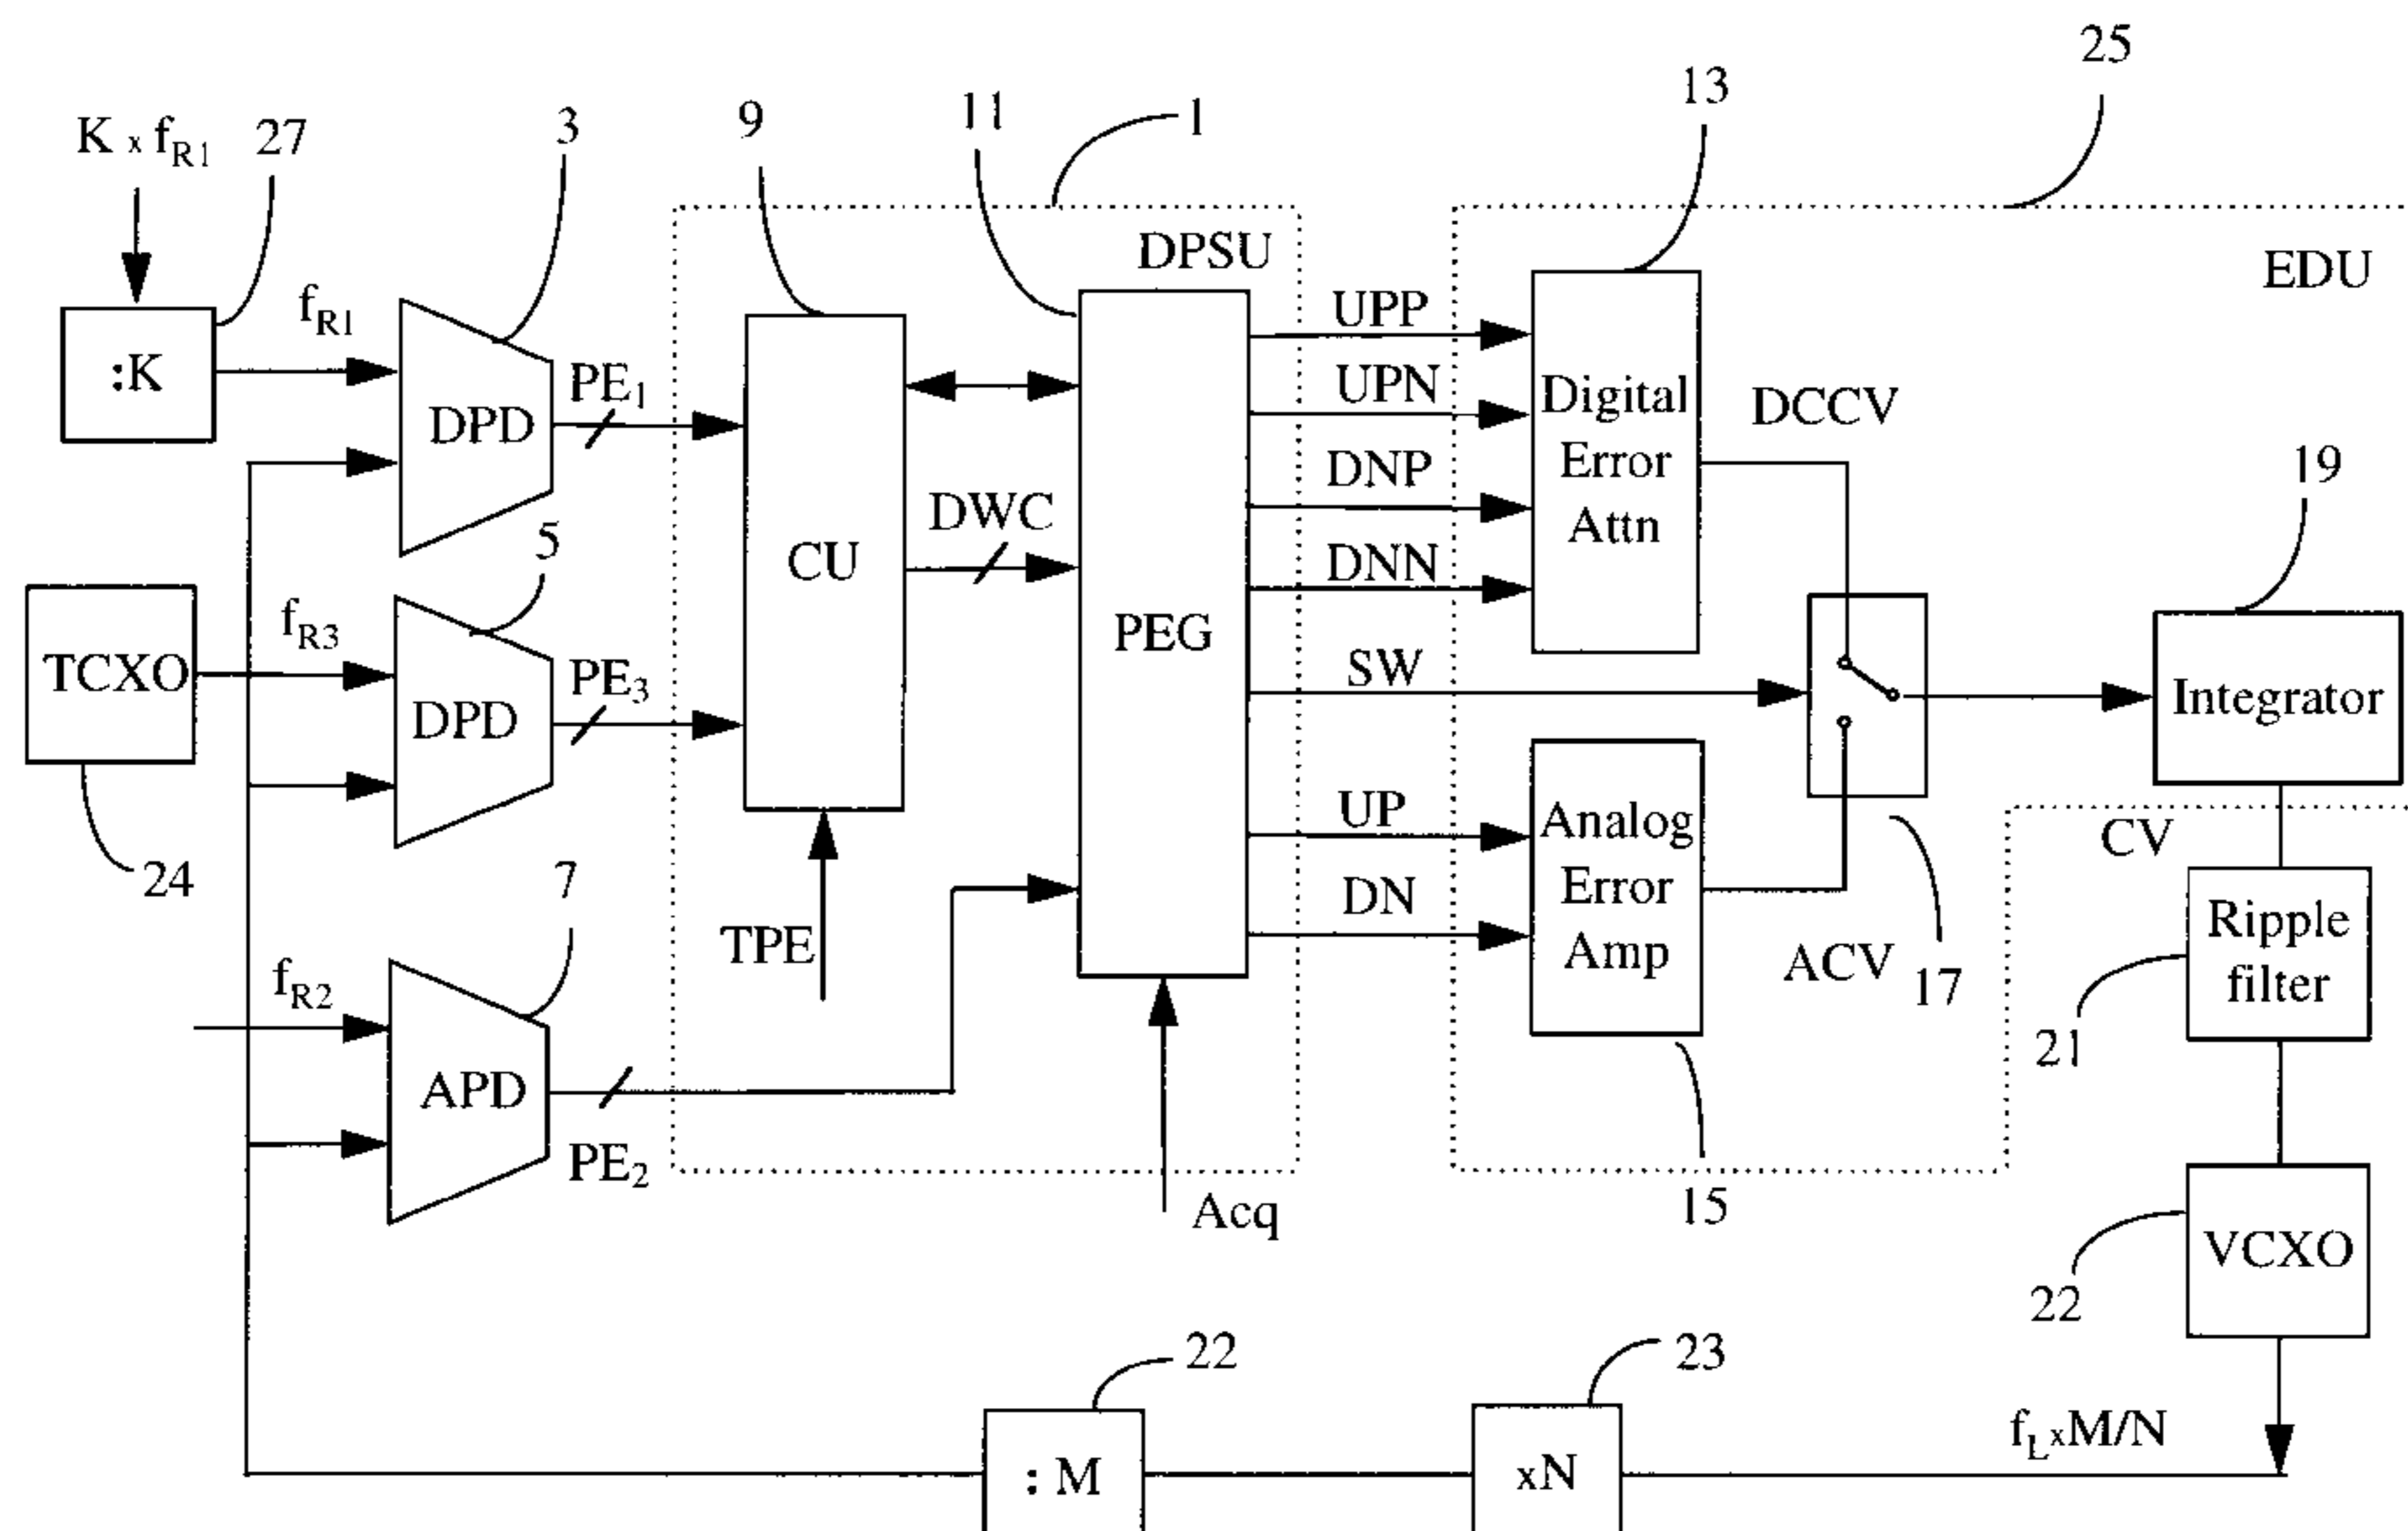 25
13
K x fR1
27
3
9
11
1
DPSU
EDU
fR1
:K
DPD
PE1
UPP
UPN
DNP
DNN
Digital
Error
Attn
DCCV
19
5
DWC
CU
PEG
TCXO
fR3
DPD
PE3
SW
Integrator
24
7
TPE
UP
DN
Analog
Error
Amp
ACV
17
CV
Ripple
filter
21
fR2
APD
PE2
Acq
15
22
VCXO
22
23
fLxM/N
: M
xN